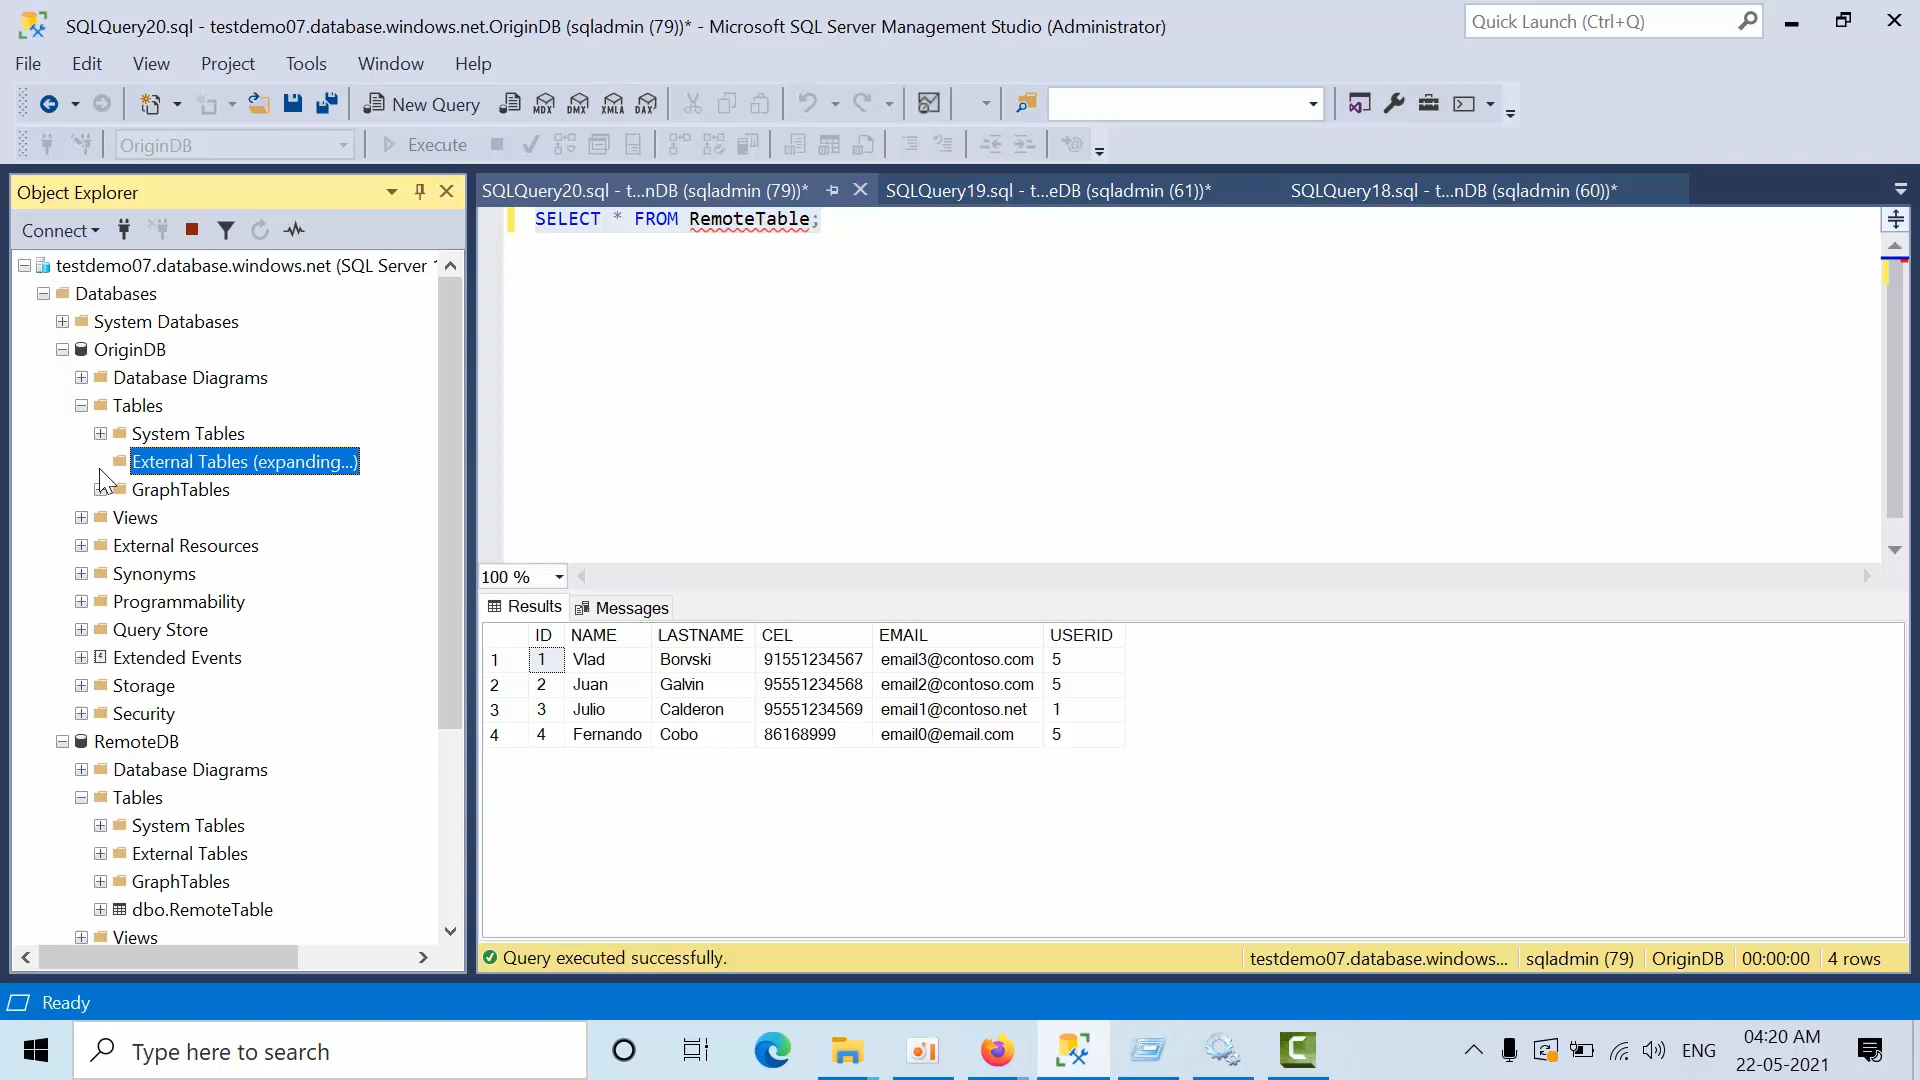 SQLQuery20.sql - testdemo07.database.windows.net.OriginDB (sqladmin (79))* - Microsoft SQL Server Management Studio (Administrator)
Quick Launch (Ctrl+Q)
File Edit View Project Tools Window Help
New Query MDX DMX XMLA DAX
OriginDB Execute
Object Explorer
SQLQuery20.sql - t...nDB (sqladmin (79))* SQLQuery19.sql - t...eDB (sqladmin (61))* SQLQuery18.sql - t...nDB (sqladmin (60))*
Connect
SELECT * FROM RemoteTable;
testdemo07.database.windows.net (SQL Server
Databases
System Databases
OriginDB
Database Diagrams
Tables
System Tables
External Tables (expanding...)
GraphTables
Views
External Resources
Synonyms
Programmability
Query Store
Extended Events
Storage
Security
RemoteDB
Database Diagrams
Tables
System Tables
External Tables
GraphTables
dbo.RemoteTable
Views
100 %
Results Messages
ID NAME LASTNAME CEL EMAIL USERID
1 1 Vlad Borvski 91551234567 email3@contoso.com 5
2 2 Juan Galvin 95551234568 email2@contoso.com 5
3 3 Julio Calderon 95551234569 email1@contoso.net 1
4 4 Fernando Cobo 86168999 email0@email.com 5
Query executed successfully. testdemo07.database.windows... sqladmin (79) OriginDB 00:00:00 4 rows
Ready
Type here to search
ENG
04:20 AM
22-05-2021